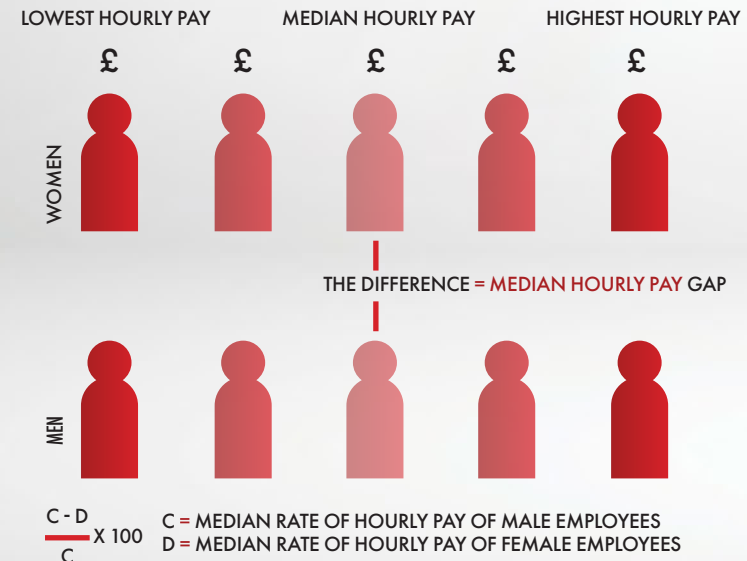 LOWEST HOURLY PAY MEDIAN HOURLY PAY HIGHEST HOURLY PAY
£ £ £ £ £
WOMEN
THE DIFFERENCE = MEDIAN HOURLY PAY GAP
MEN
C - D
X 100
C
C = MEDIAN RATE OF HOURLY PAY OF MALE EMPLOYEES
D = MEDIAN RATE OF HOURLY PAY OF FEMALE EMPLOYEES